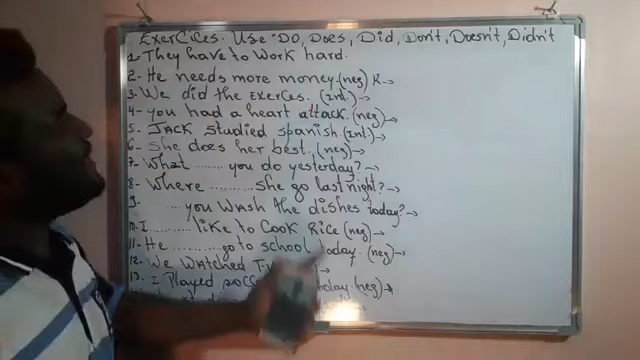 Exercices. Use "Do, Does, Did, Don't, Doesn't, Didn't
1- They have to work hard.
2- He needs more money. (neg) R→
3- We did the Exerces. (Int.)→
4- you had a heart attack. (neg)→
5- JACK studied spanish (Int)→
6- She does her best. (neg)→
7- What ....... you do yesterday?→
8- Where ......... she go last night?→
9- ... you wash the dishes today?→
10. I ......... like to Cook Rice (neg)→
11- He ......... go to school today. (neg)→
12- We Watched
13. I Played neg)→